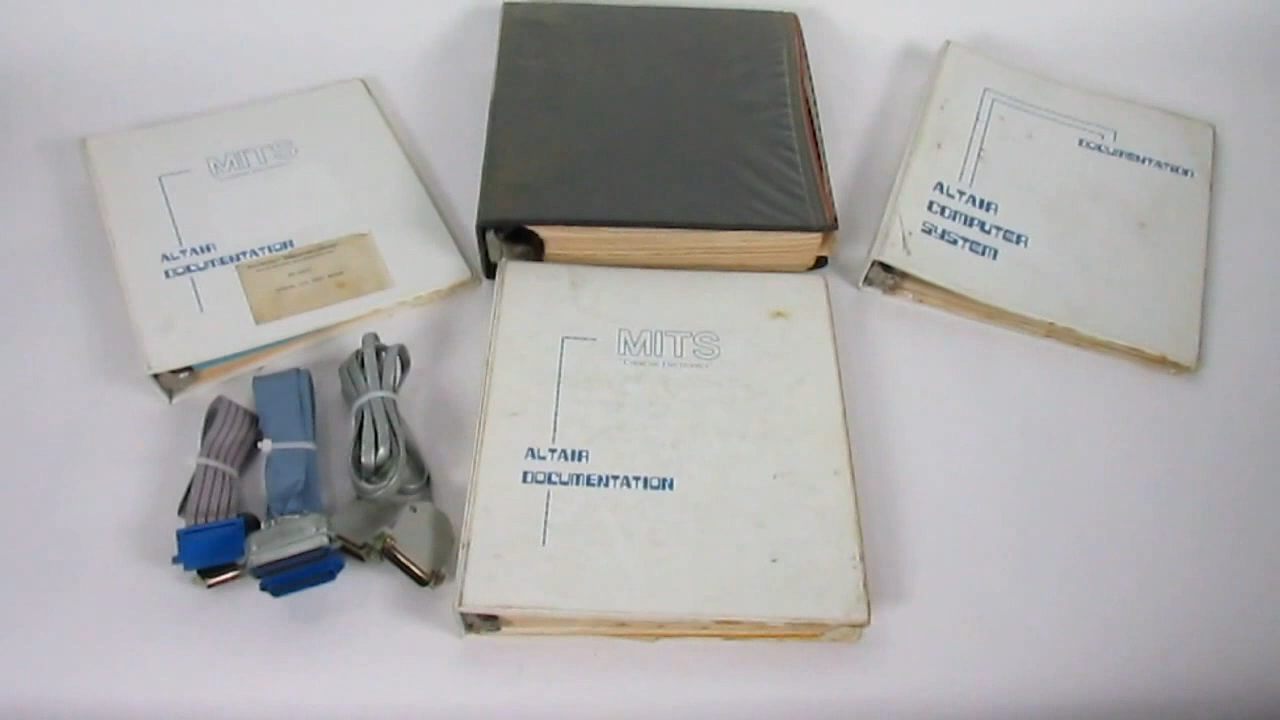 MITS
ALTAIR
DOCUMENTATION
DOCUMENTATION
ALTAIR
COMPUTER
SYSTEM
MITS
ALTAIR
DOCUMENTATION